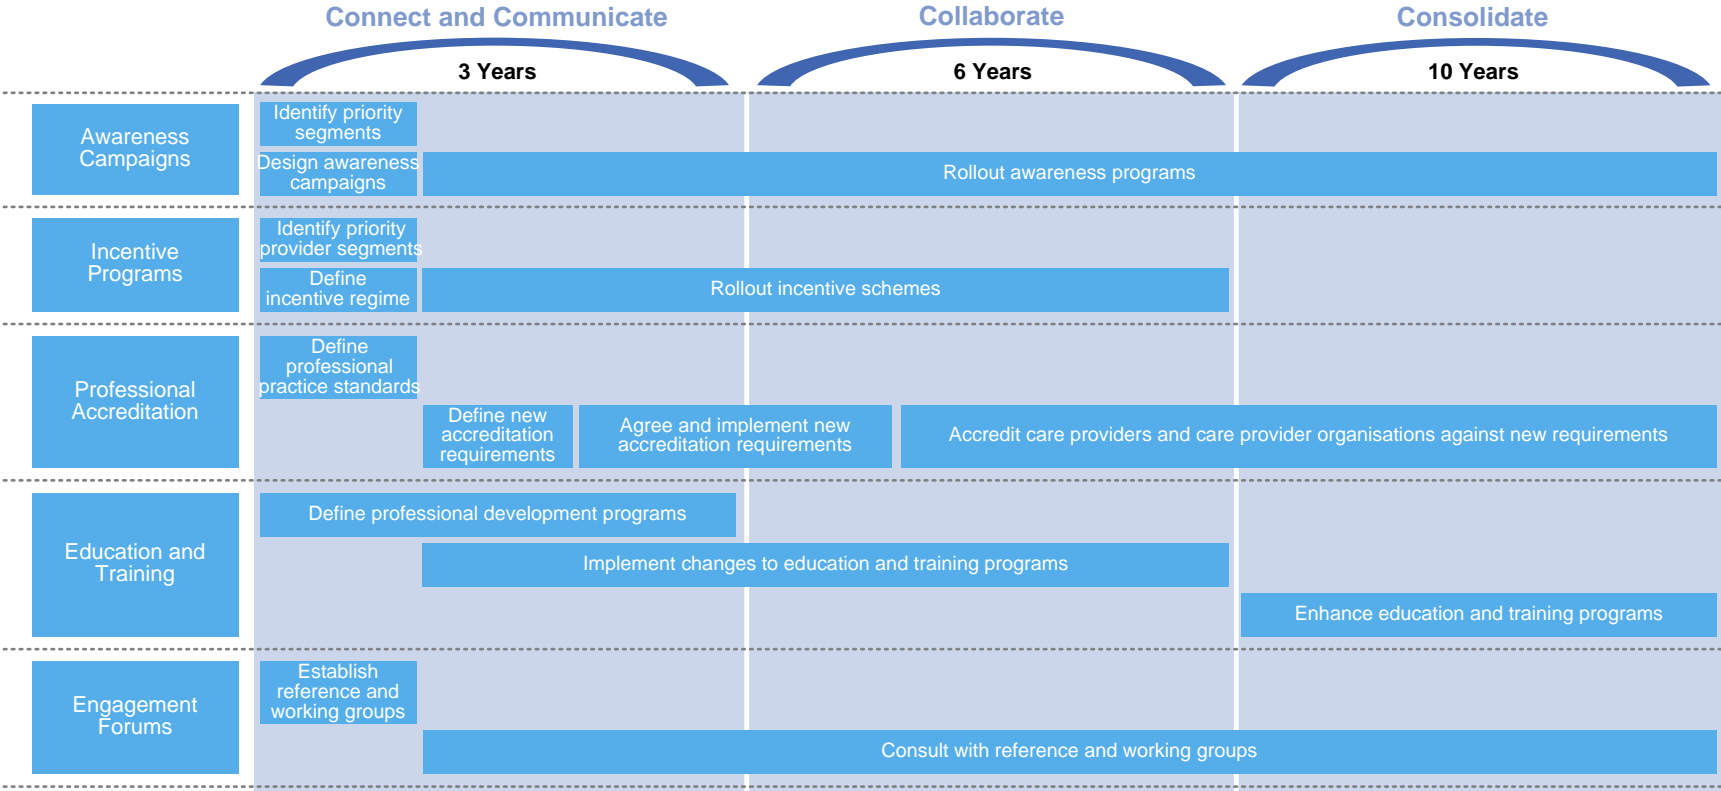 Connect and Communicate
Collaborate
Consolidate
3 Years
6 Years
10 Years
Awareness
Campaigns
Identify priority
segments
Design awareness
campaigns
Rollout awareness programs
Incentive
Programs
Identify priority
provider segments
Define
incentive regime
Rollout incentive schemes
Professional
Accreditation
Define
professional
practice standards
Define new
accreditation
requirements
Agree and implement new
accreditation requirements
Accredit care providers and care provider organisations against new requirements
Education and
Training
Define professional development programs
Implement changes to education and training programs
Enhance education and training programs
Engagement
Forums
Establish
reference and
working groups
Consult with reference and working groups